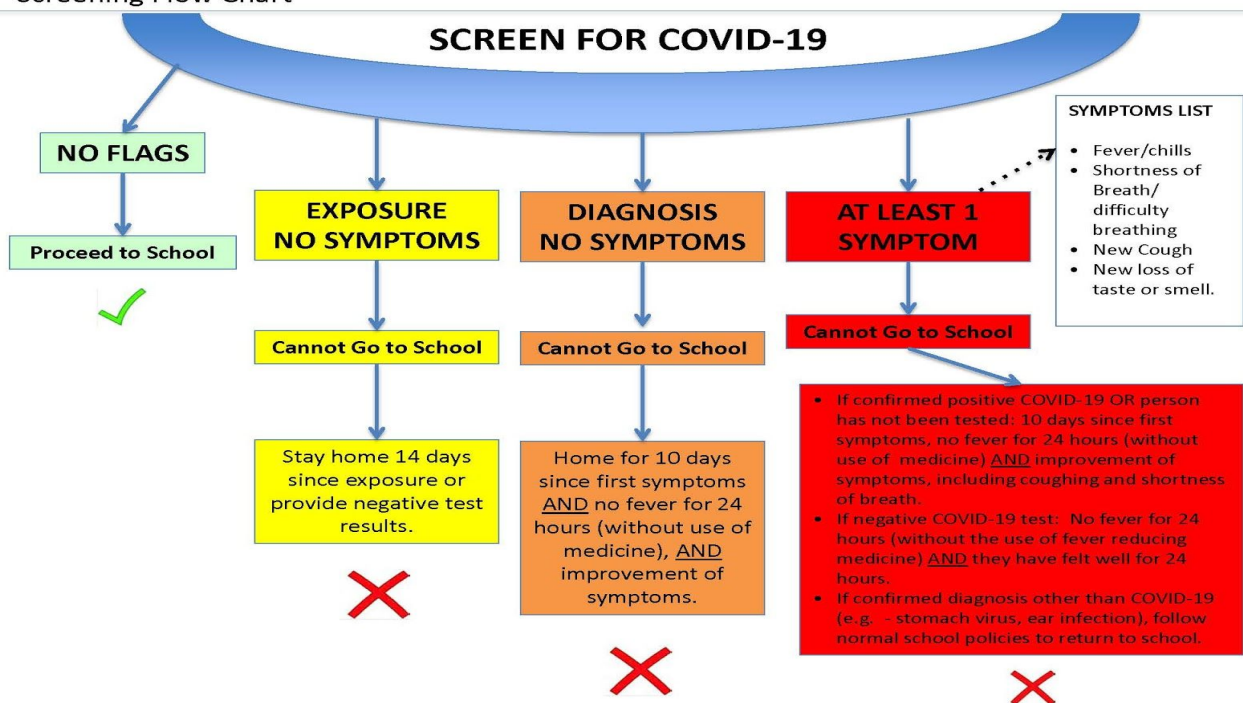 Screening Flow Chart
SCREEN FOR COVID-19
NO FLAGS
Proceed to School
EXPOSURE
NO SYMPTOMS
Cannot Go to School
Stay home 14 days
since exposure or
provide negative test
results.
DIAGNOSIS
NO SYMPTOMS
Cannot Go to School
Home for 10 days
since first symptoms
AND no fever for 24
hours (without use of
medicine), AND
improvement of
symptoms.
AT LEAST 1
SYMPTOM
Cannot Go to School
• If confirmed positive COVID-19 OR person
has not been tested: 10 days since first
symptoms, no fever for 24 hours (without
use of medicine) AND improvement of
symptoms, including coughing and shortness
of breath.
• If negative COVID-19 test: No fever for 24
hours (without the use of fever reducing
medicine) AND they have felt well for 24
hours.
• If confirmed diagnosis other than COVID-19
(e.g. - stomach virus, ear infection), follow
normal school policies to return to school.
SYMPTOMS LIST
• Fever/chills
• Shortness of
Breath/
difficulty
breathing
• New Cough
• New loss of
taste or smell.